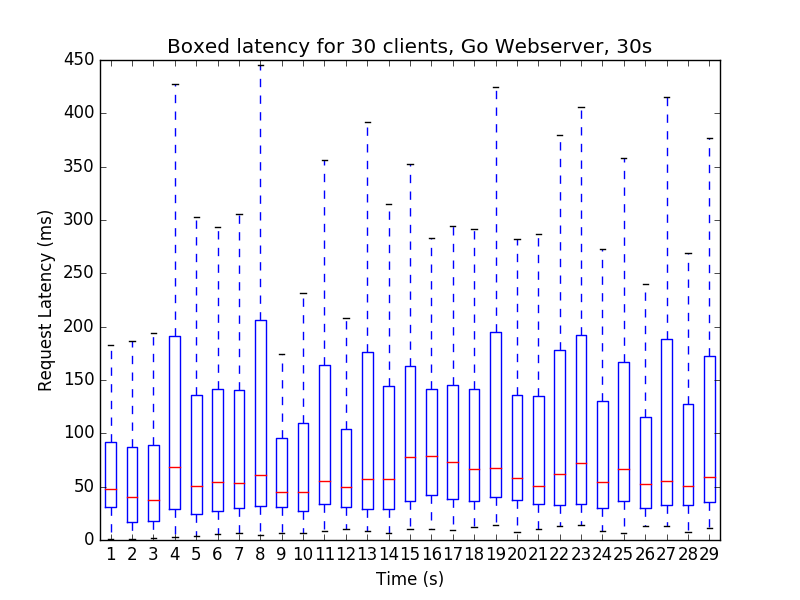 Boxed latency for 30 clients, Go Webserver, 30s
450
400
350
300
250
200
150
100
50
0
Request Latency (ms)
1 2 3 4 5 6 7 8 9 10 11 12 13 14 15 16 17 18 19 20 21 22 23 24 25 26 27 28 29
Time (s)